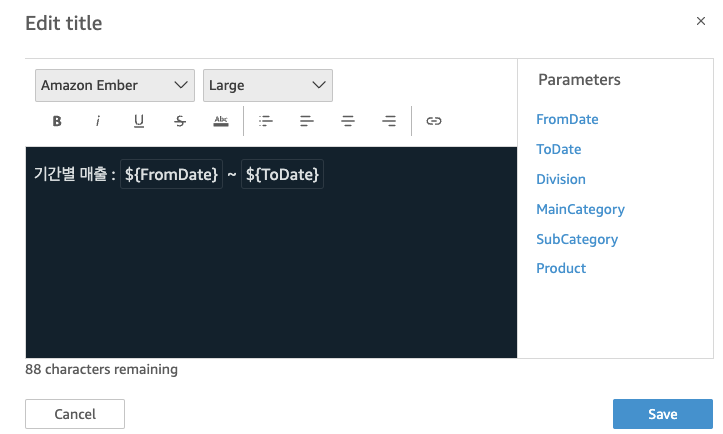 Edit title
×
Amazon Ember
Large
B i U S Abc
기간별 매출 : ${FromDate} ~ ${ToDate}
88 characters remaining
Parameters
FromDate
ToDate
Division
MainCategory
SubCategory
Product
Cancel
Save